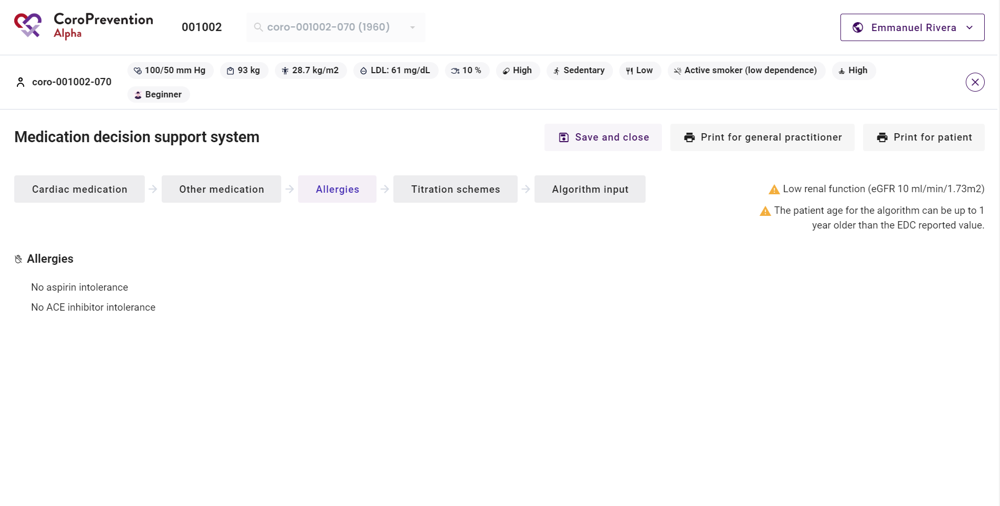 CoroPrevention
Alpha
001002
coro-001002-070 (1960)
Emmanuel Rivera
coro-001002-070
100/50 mm Hg
93 kg
28.7 kg/m2
LDL: 61 mg/dL
10 %
High
Sedentary
Low
Active smoker (low dependence)
High
Beginner
Medication decision support system
Save and close
Print for general practitioner
Print for patient
Cardiac medication
Other medication
Allergies
Titration schemes
Algorithm input
Low renal function (eGFR 10 ml/min/1.73m2)
The patient age for the algorithm can be up to 1
year older than the EDC reported value.
Allergies
No aspirin intolerance
No ACE inhibitor intolerance